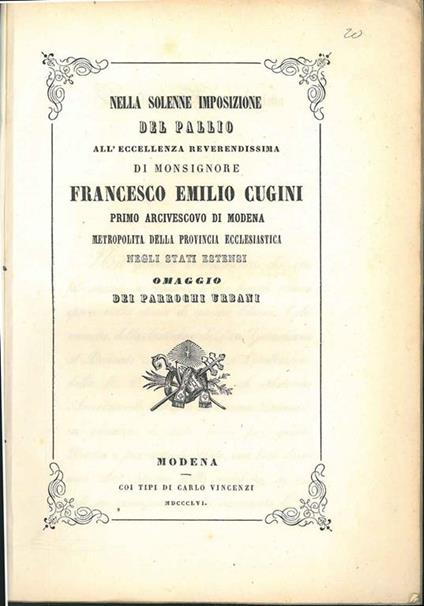 20
NELLA SOLENNE IMPOSIZIONE
DEL PALLIO
ALL'ECCELLENZA REVERENDISSIMA
DI MONSIGNORE
FRANCESCO EMILIO CUGINI
PRIMO ARCIVESCOVO DI MODENA
METROPOLITA DELLA PROVINCIA ECCLESIASTICA
NEGLI STATI ESTENSI
OMAGGIO
DEI PARROCHI URBANI
MODENA
COI TIPI DI CARLO VINCENZI
MDCCCLVI.